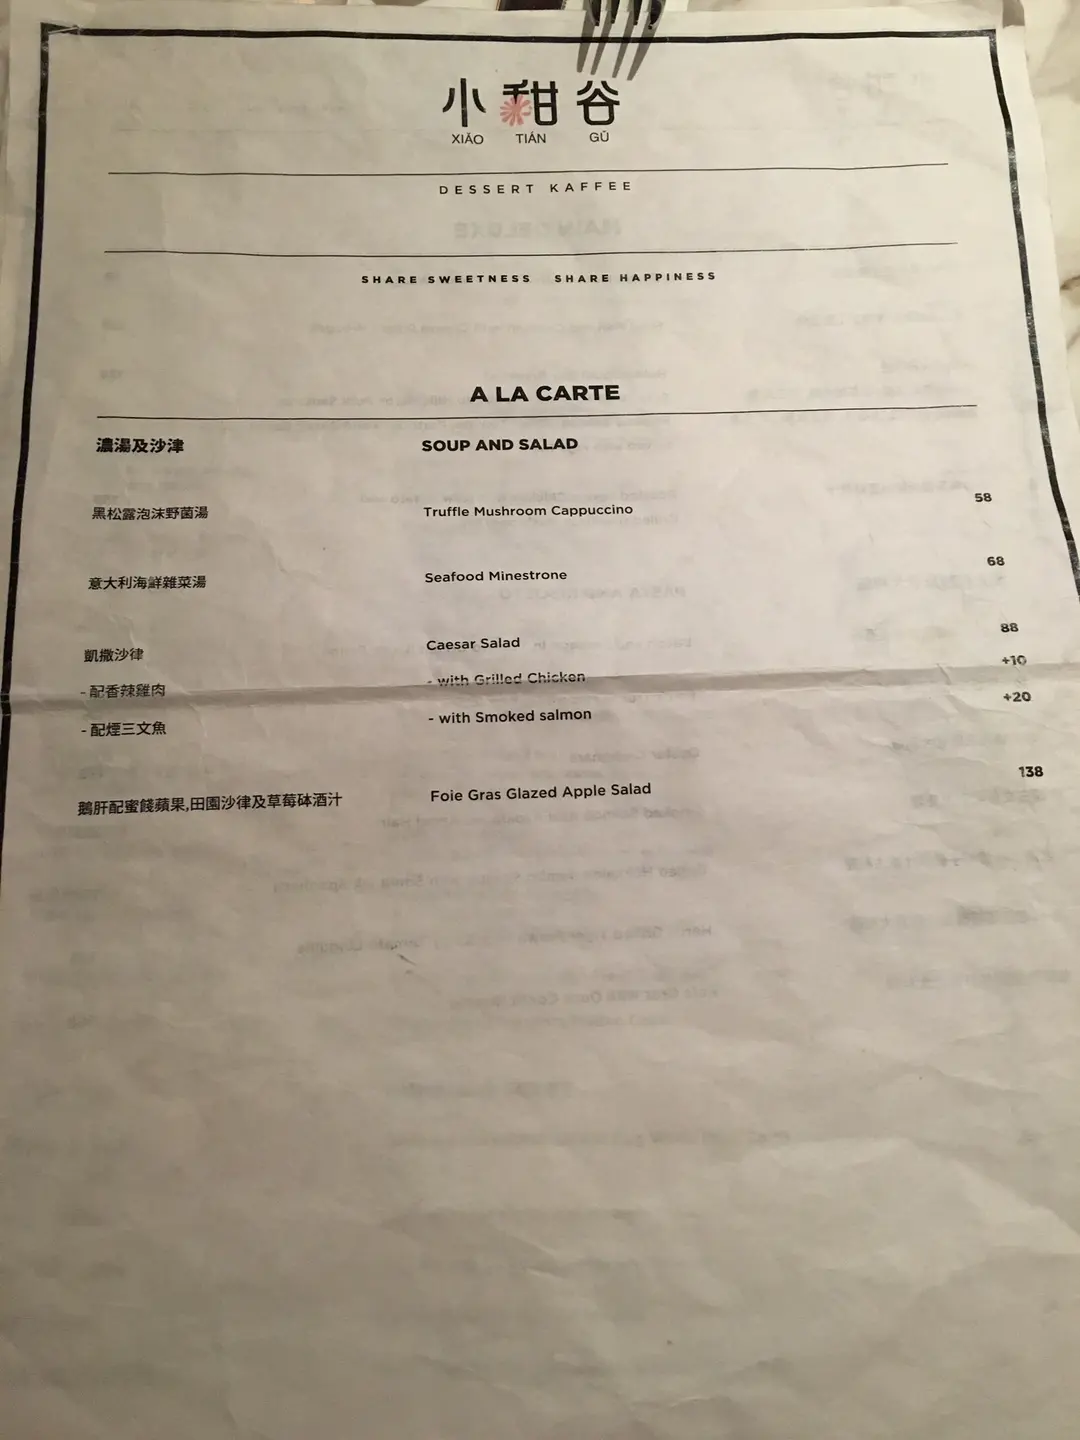 小甜谷
XIĂO TIÁN GŬ
DESSERT KAFFEE
SHARE SWEETNESS SHARE HAPPINESS
A LA CARTE
濃湯及沙津 SOUP AND SALAD
黑松露泡沫野菌湯 Truffle Mushroom Cappuccino 58
意大利海鮮雜菜湯 Seafood Minestrone 68
凱撒沙律 Caesar Salad 88
- 配香辣雞肉 - with Grilled Chicken +10
- 配煙三文魚 - with Smoked salmon +20
鵝肝配蜜餞蘋果,田園沙律及草莓砵酒汁 Foie Gras Glazed Apple Salad 138